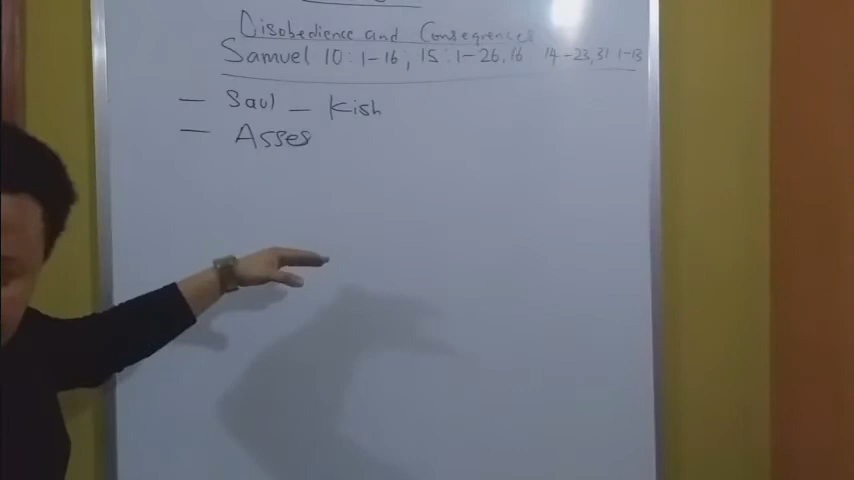 Disobedience and Consequences
Samuel 10:1-16; 15:1-26,16 14-23,31 1-13
- Saul - Kish
- Asses